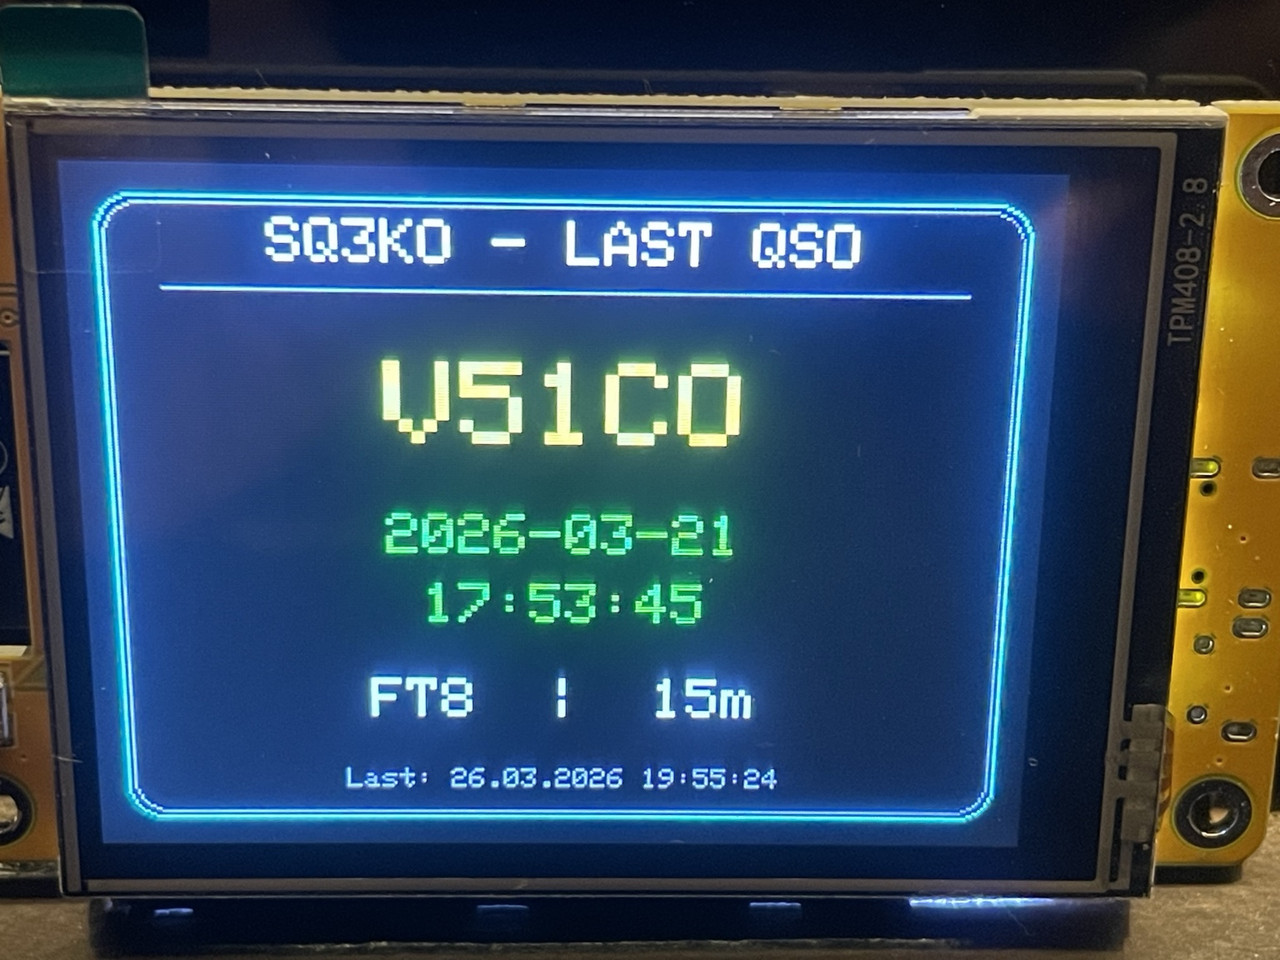 SQ3KO - LAST QSO
V51CO
2026-03-21
17:53:45
FT8 | 15m
Last: 26.03.2026 19:55:24
TPM408-2.8